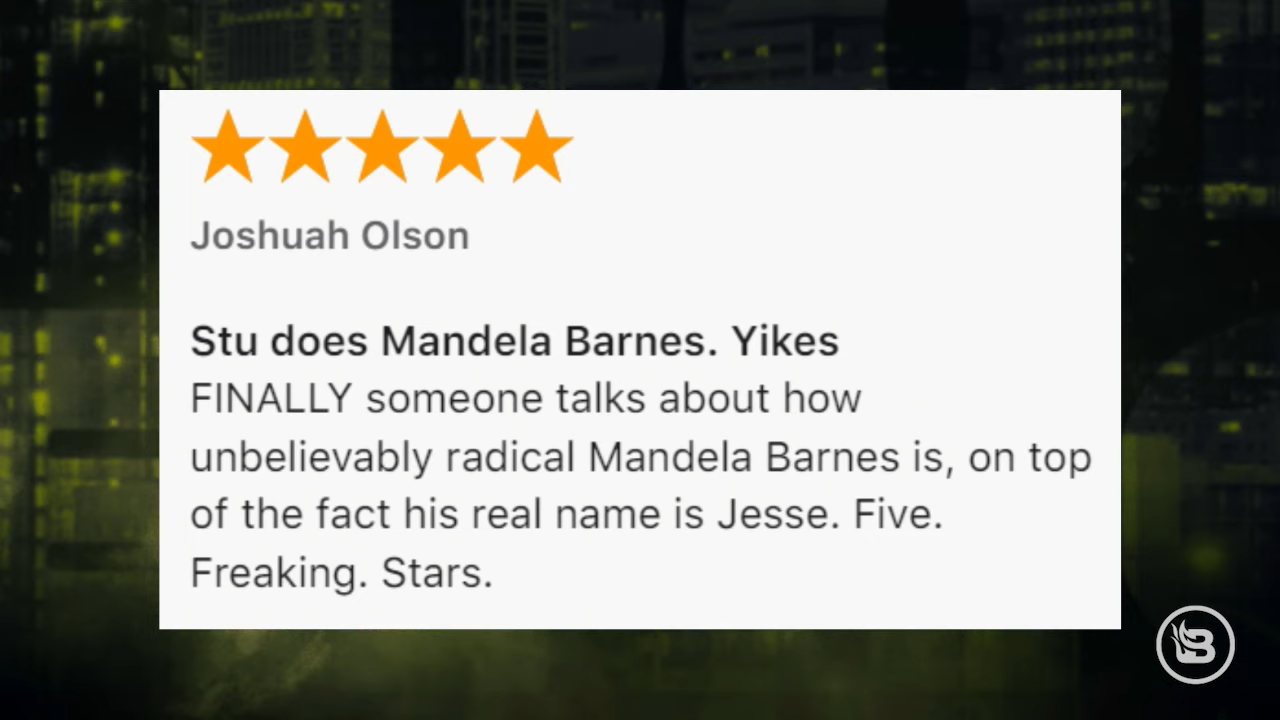 Joshuah Olson
Stu does Mandela Barnes. Yikes
FINALLY someone talks about how
unbelievably radical Mandela Barnes is, on top
of the fact his real name is Jesse. Five.
Freaking. Stars.
B